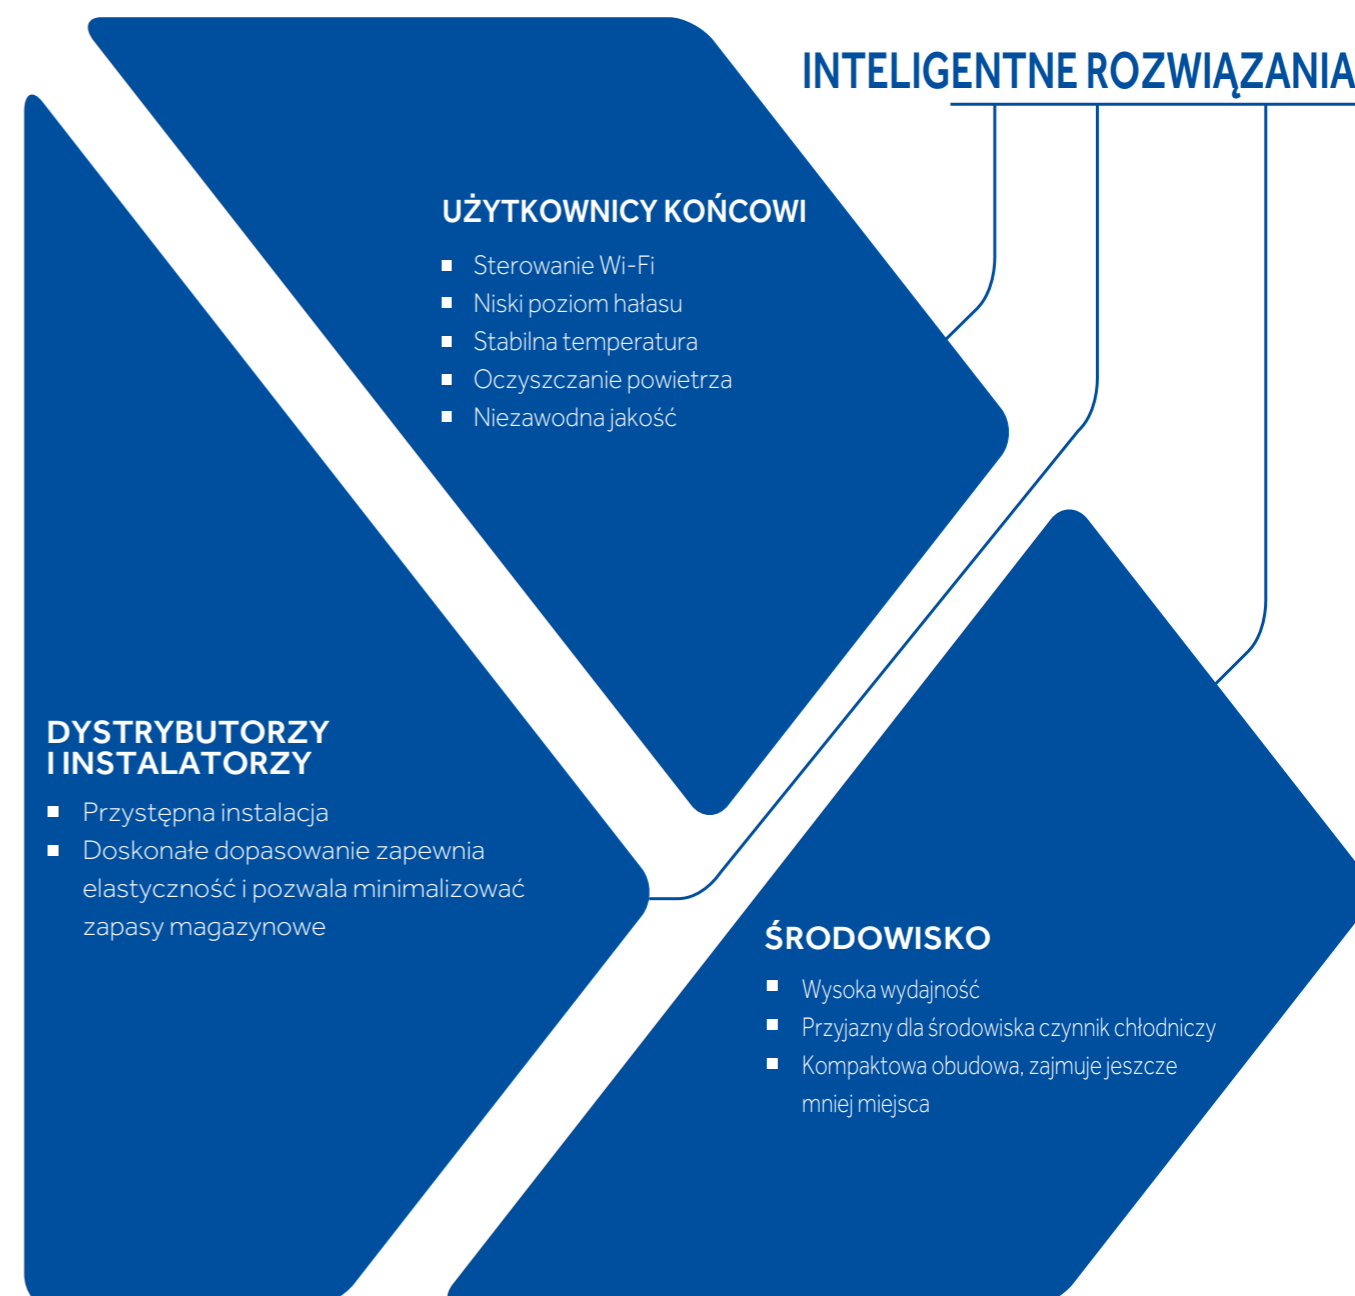 INTELIGENTNE ROZWIĄZANIA
UŻYTKOWNICY KOŃCOWI
Sterowanie Wi-Fi
Niski poziom hałasu
Stabilna temperatura
Oczyszczanie powietrza
Niezawodna jakość
DYSTRYBUTORZY
I INSTALATORZY
Przystępna instalacja
Doskonałe dopasowanie zapewnia
elastyczność i pozwala minimalizować
zapasy magazynowe
ŚRODOWISKO
Wysoka wydajność
Przyjazny dla środowiska czynnik chłodniczy
Kompaktowa obudowa, zajmuje jeszcze
mniej miejsca